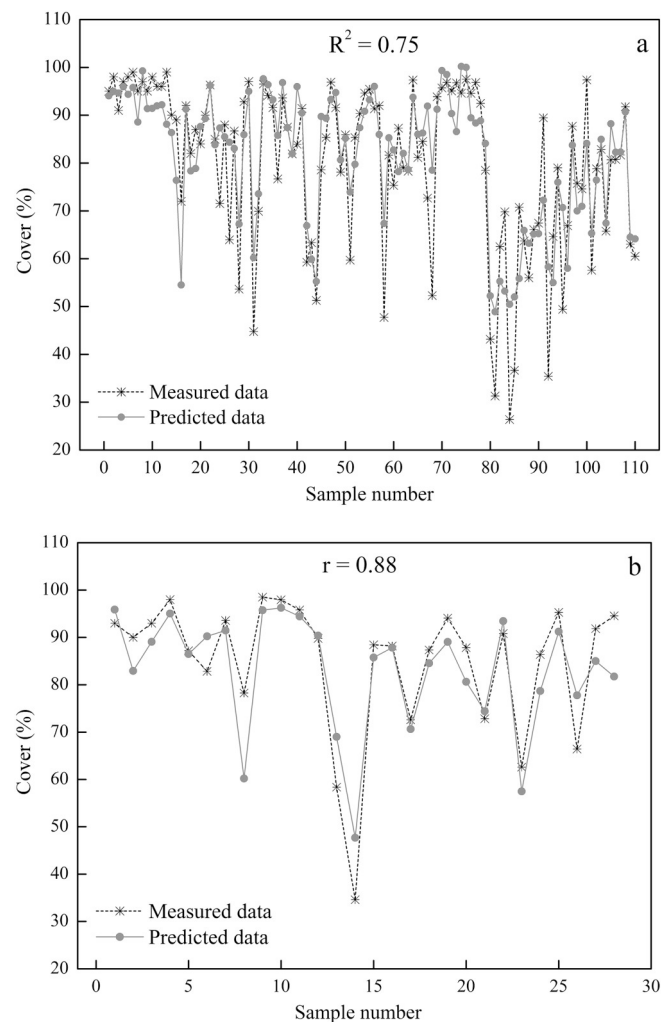 110
100
90
80
70
60
50
40
30
20
Cover (%)
R² = 0.75
a
Measured data
Predicted data
0 10 20 30 40 50 60 70 80 90 100 110
Sample number
110
100
90
80
70
60
50
40
30
20
Cover (%)
r = 0.88
b
Measured data
Predicted data
0 5 10 15 20 25 30
Sample number